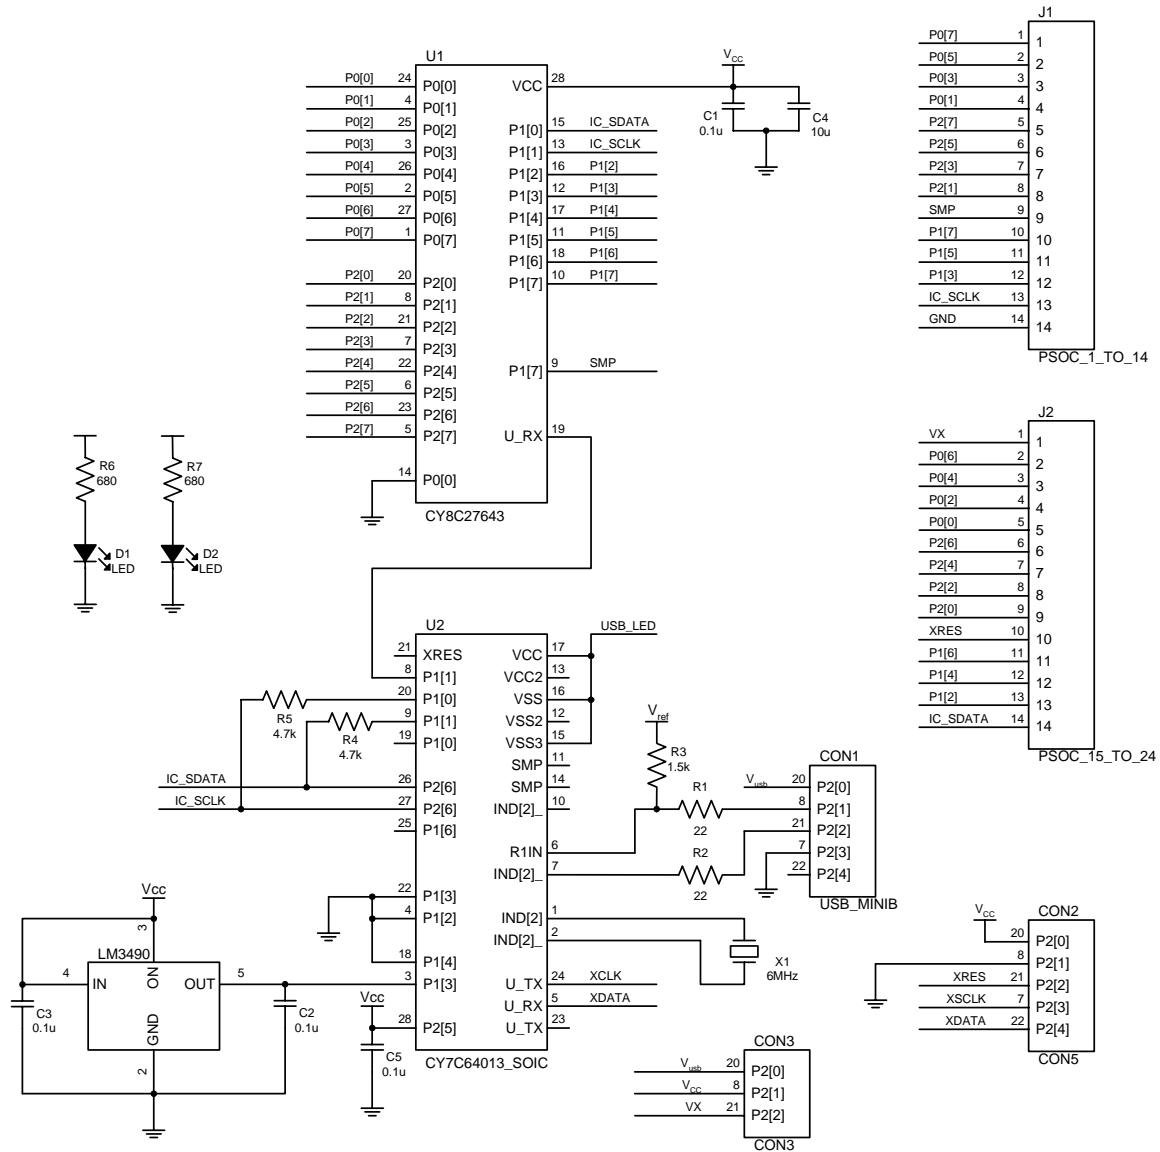 U1
P0[0] 24 P0[0]
P0[1] 4 P0[1]
P0[2] 25 P0[2]
P0[3] 3 P0[3]
P0[4] 26 P0[4]
P0[5] 2 P0[5]
P0[6] 27 P0[6]
P0[7] 1 P0[7]
P2[0] 20 P2[0]
P2[1] 8 P2[1]
P2[2] 21 P2[2]
P2[3] 7 P2[3]
P2[4] 22 P2[4]
P2[5] 6 P2[5]
P2[6] 23 P2[6]
P2[7] 5 P2[7]
14 P0[0]
VCC 28
P1[0] 15 IC_SDATA
P1[1] 13 IC_SCLK
P1[2] 16 P1[2]
P1[3] 12 P1[3]
P1[4] 17 P1[4]
P1[5] 11 P1[5]
P1[6] 18 P1[6]
P1[7] 10 P1[7]
P1[7] 9 SMP
U_RX 19
CY8C27643
VCC
C1
0.1u
C4
10u
J1
P0[7] 1 1
P0[5] 2 2
P0[3] 3 3
P0[1] 4 4
P2[7] 5 5
P2[5] 6 6
P2[3] 7 7
P2[1] 8 8
SMP 9 9
P1[7] 10 10
P1[5] 11 11
P1[3] 12 12
IC_SCLK 13 13
GND 14 14
PSOC_1_TO_14
J2
VX 1 1
P0[6] 2 2
P0[4] 3 3
P0[2] 4 4
P0[0] 5 5
P2[6] 6 6
P2[4] 7 7
P2[2] 8 8
P2[0] 9 9
XRES 10 10
P1[6] 11 11
P1[4] 12 12
P1[2] 13 13
IC_SDATA 14 14
PSOC_15_TO_24
R6
680
D1
LED
R7
680
D2
LED
U2
21 XRES
8 P1[1]
20 P1[0]
9 P1[1]
19 P1[0]
IC_SDATA 26 P2[6]
IC_SCLK 27 P2[6]
25 P1[6]
22 P1[3]
4 P1[2]
18 P1[4]
3 P1[3]
28 P2[5]
R5
4.7k
R4
4.7k
USB_LED
VCC 17
VCC2 13
VSS 16
VSS2 12
VSS3 15
SMP 11
SMP 14
IND[2]_ 10
R1IN 6
IND[2]_ 7
IND[2] 1
IND[2]_ 2
U_TX 24 XCLK
U_RX 5 XDATA
U_TX 23
CY7C64013_SOIC
Vref
R3
1.5k
R1
22
R2
22
X1
6MHz
CON1
Vusb 20 P2[0]
8 P2[1]
21 P2[2]
7 P2[3]
22 P2[4]
USB_MINIB
Vcc
3
LM3490
4 IN
ON
OUT 5
GND
2
C3
0.1u
C2
0.1u
Vcc
C5
0.1u
CON3
Vusb 20 P2[0]
VCC 8 P2[1]
VX 21 P2[2]
CON3
VCC
CON2
20 P2[0]
8 P2[1]
XRES 21 P2[2]
XSCLK 7 P2[3]
XDATA 22 P2[4]
CON5